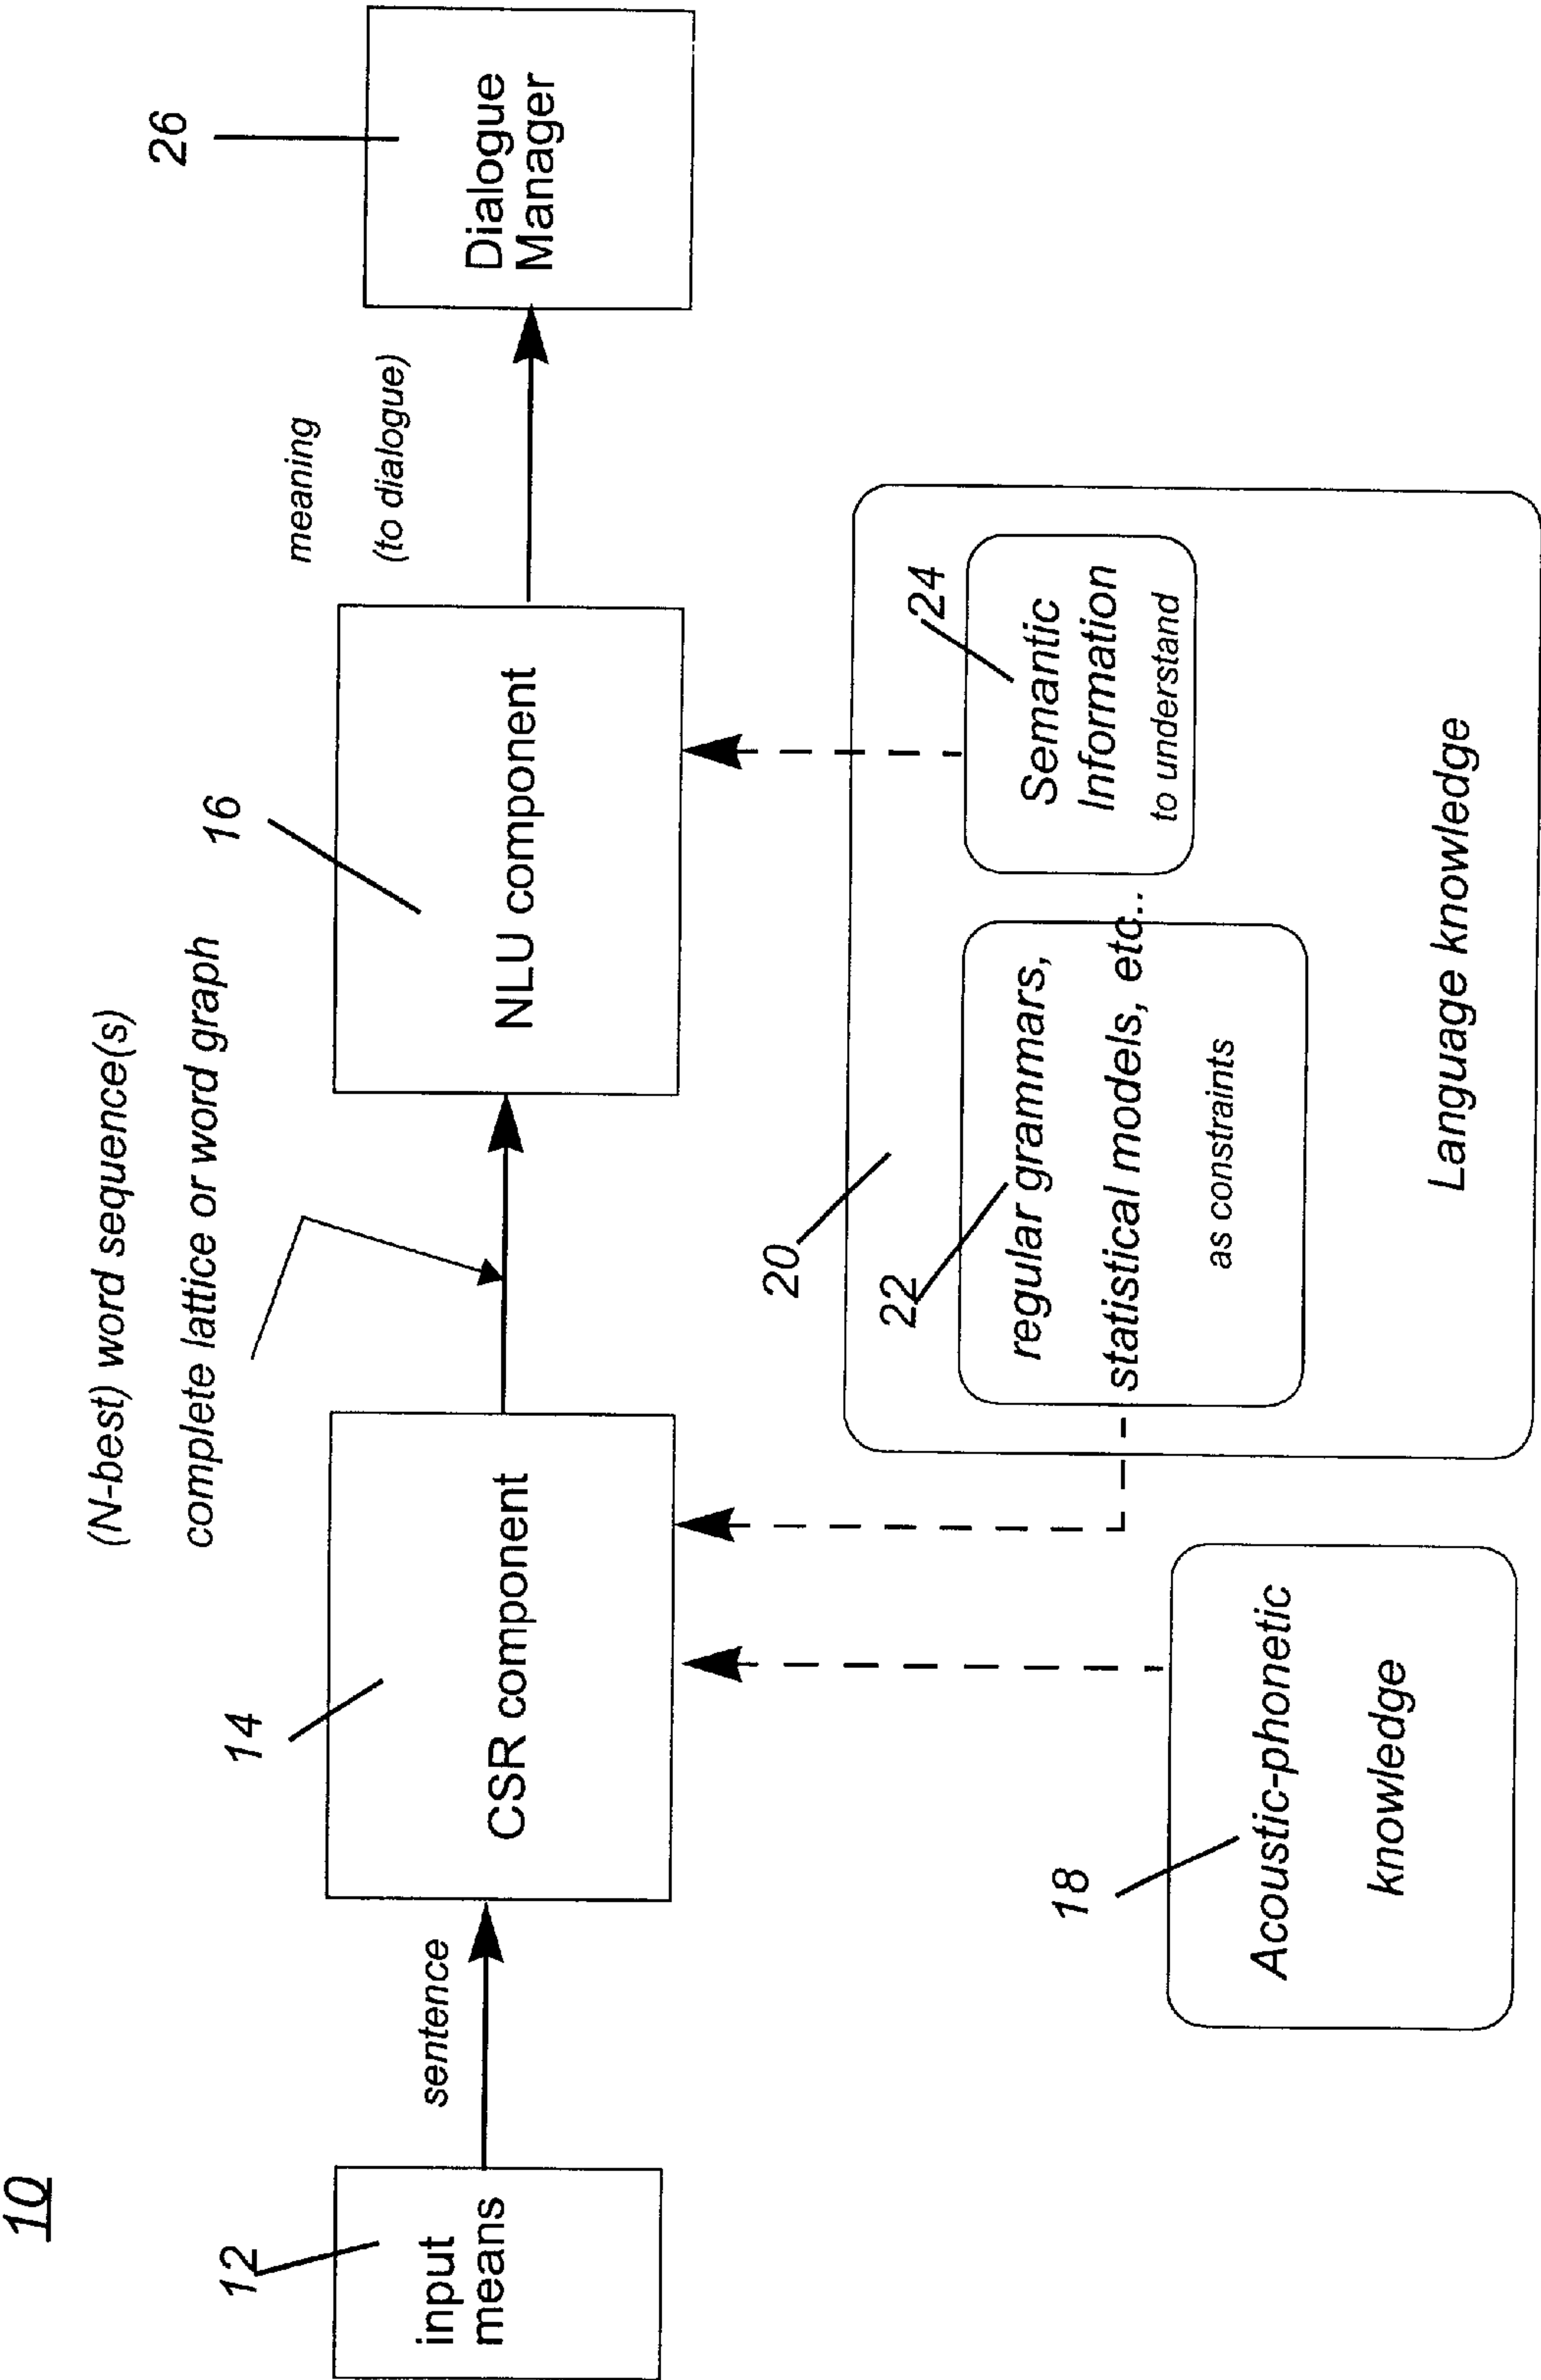 10
(N-best) word sequence(s)
complete lattice or word graph
12
14
16
26
input
means
sentence
CSR component
NLU component
meaning
(to dialogue)
Dialogue
Manager
18
Acoustic-phonetic
knowledge
20
22
regular grammars,
statistical models, etc..
as constraints
24
Semantic
Information
to understand
Language knowledge